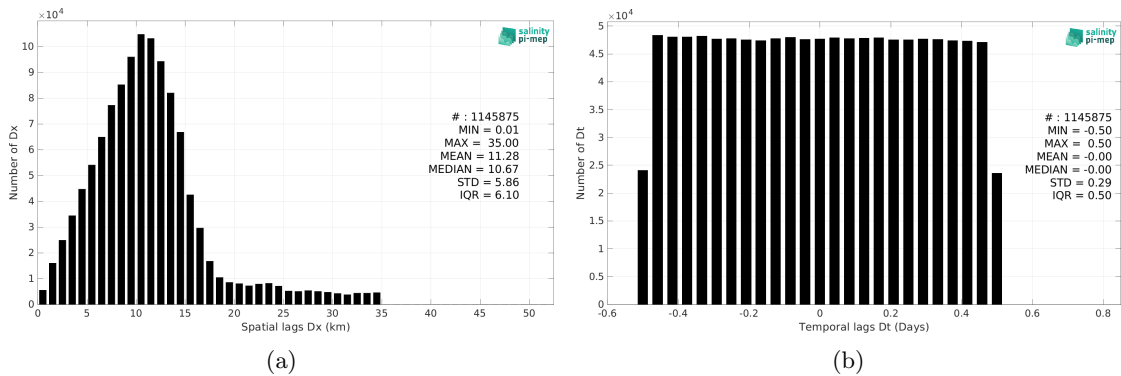 ×10⁴
10
9
8
7
6
5
4
3
2
1
0
Number of Dx
salinity
pi-mep
# : 1145875
MIN = 0.01
MAX = 35.00
MEAN = 11.28
MEDIAN = 10.67
STD = 5.86
IQR = 6.10
0 5 10 15 20 25 30 35 40 45 50
Spatial lags Dx (km)
(a)
×10⁴
5
4.5
4
3.5
3
2.5
2
1.5
1
0.5
0
Number of Dt
salinity
pi-mep
# : 1145875
MIN = -0.50
MAX = 0.50
MEAN = -0.00
MEDIAN = -0.00
STD = 0.29
IQR = 0.50
-0.6 -0.4 -0.2 0 0.2 0.4 0.6 0.8
Temporal lags Dt (Days)
(b)